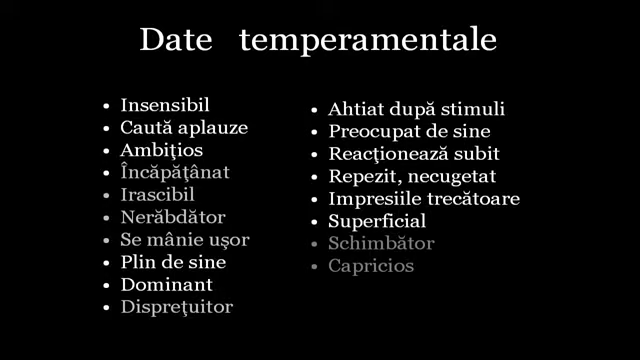 Date temperamentale
• Insensibil
• Caută aplauze
• Ambiţios
• Încăpăţânat
• Irascibil
• Nerăbdător
• Se mânie uşor
• Plin de sine
• Dominant
• Dispreţuitor
• Ahtiat după stimuli
• Preocupat de sine
• Reacţionează subit
• Repezit, necugetat
• Impresiile trecătoare
• Superficial
• Schimbător
• Capricios